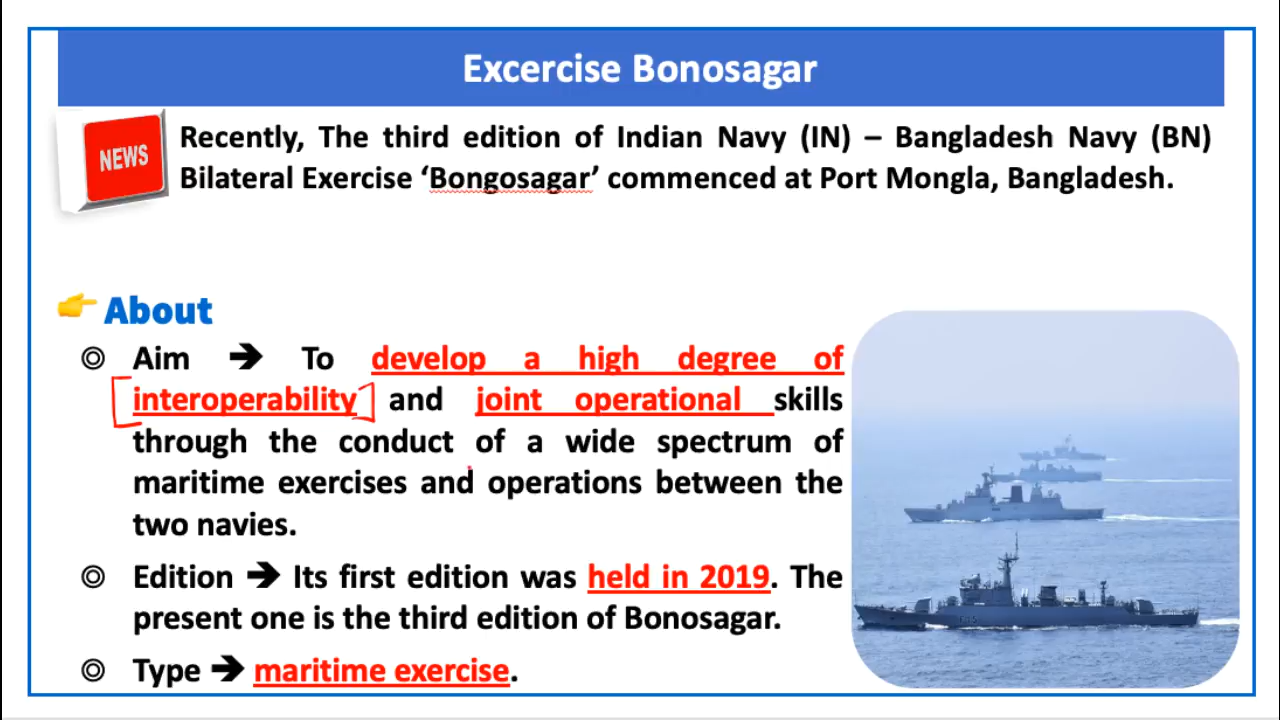 Excercise Bonosagar
NEWS
Recently, The third edition of Indian Navy (IN) – Bangladesh Navy (BN)
Bilateral Exercise ‘Bongosagar’ commenced at Port Mongla, Bangladesh.
About
Aim ➔ To develop a high degree of
interoperability and joint operational skills
through the conduct of a wide spectrum of
maritime exercises and operations between the
two navies.
Edition ➔ Its first edition was held in 2019. The
present one is the third edition of Bonosagar.
Type ➔ maritime exercise.